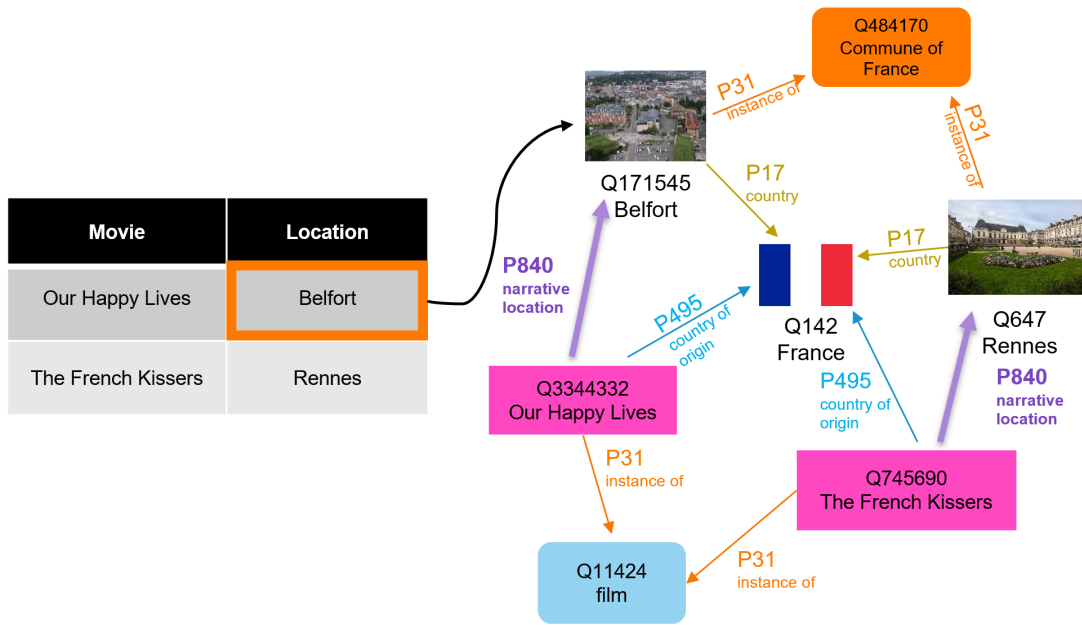 Movie
Location
Our Happy Lives
Belfort
The French Kissers
Rennes
Q484170
Commune of
France
P31
instance of
P31
instance of
Q171545
Belfort
P17
country
P17
country
P840
narrative
location
P495
country of
origin
Q142
France
Q647
Rennes
P840
narrative
location
P495
country of
origin
Q3344332
Our Happy Lives
P31
instance of
Q745690
The French Kissers
P31
instance of
Q11424
film